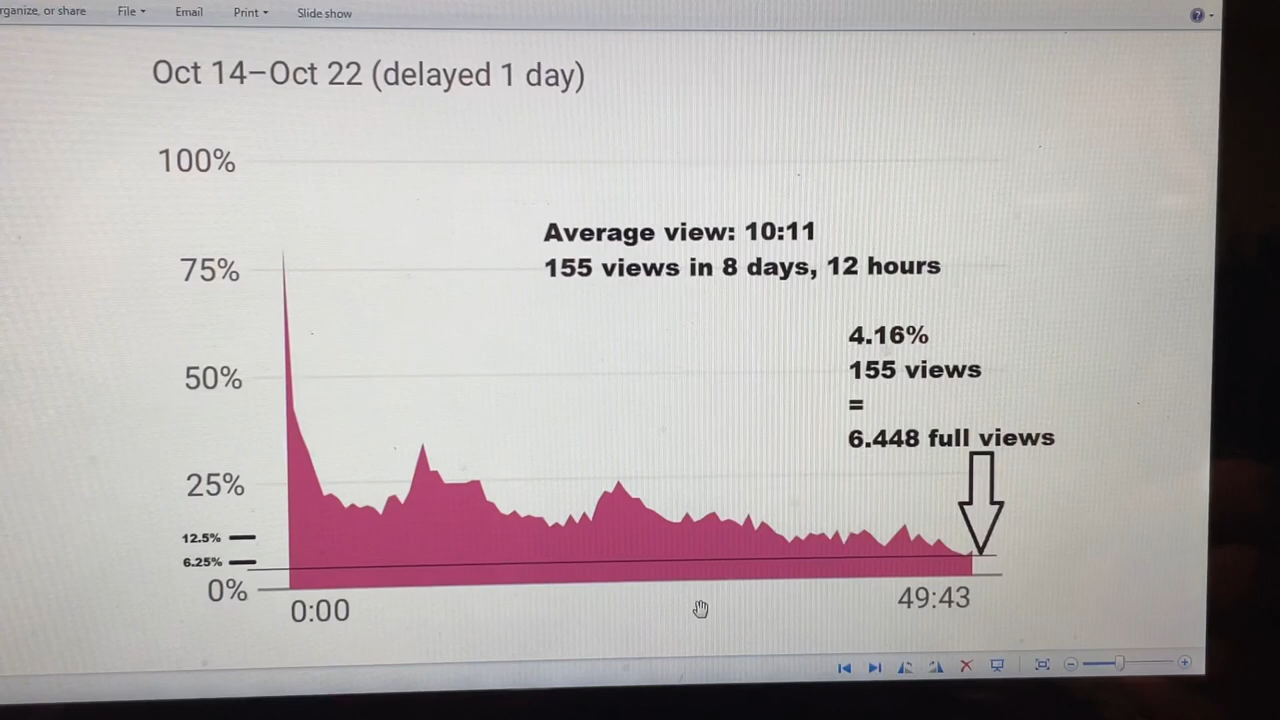 rganize, or share File Email Print Slide show
Oct 14–Oct 22 (delayed 1 day)
100%
Average view: 10:11
75%
155 views in 8 days, 12 hours
4.16%
50%
155 views
=
6.448 full views
25%
12.5%
6.25%
0%
0:00
49:43